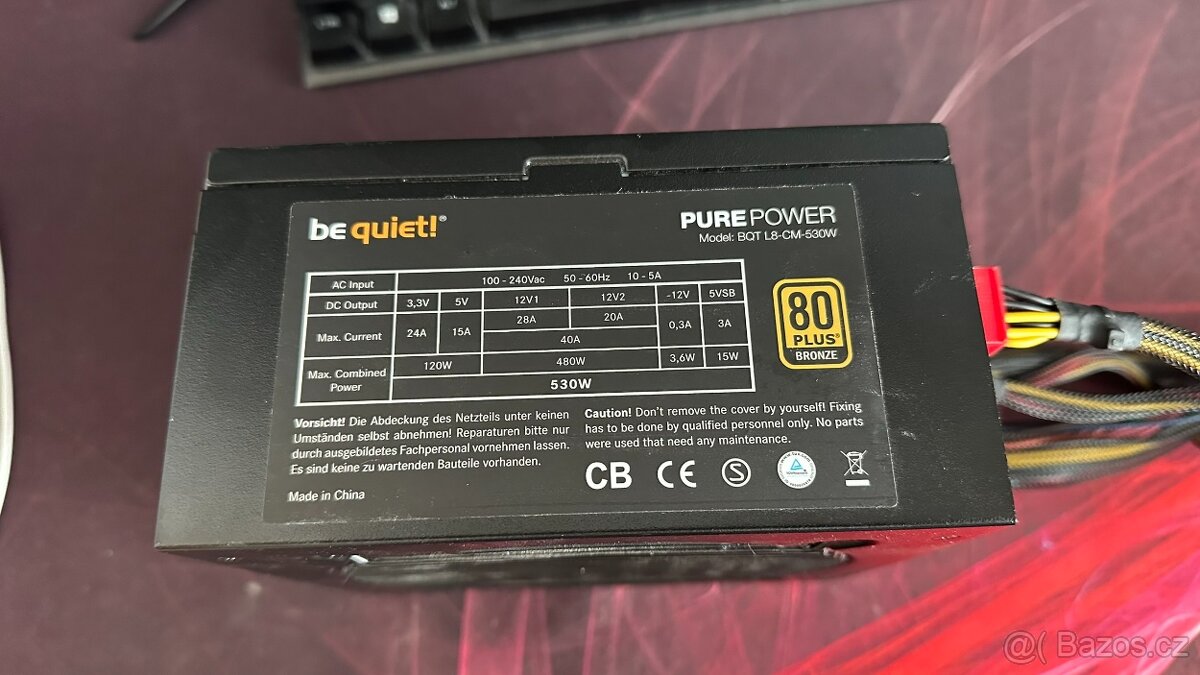 be quiet!®
PURE POWER
Model: BQT L8-CM-530W
AC Input 100 - 240Vac 50 - 60Hz 10 - 5A
DC Output 3,3V 5V 12V1 12V2 -12V 5VSB
Max. Current 24A 15A 28A 20A 0,3A 3A
40A
Max. Combined Power 120W 480W 3,6W 15W
530W
80
PLUS®
BRONZE
Vorsicht! Die Abdeckung des Netzteils unter keinen
Umständen selbst abnehmen! Reparaturen bitte nur
durch ausgebildetes Fachpersonal vornehmen lassen.
Es sind keine zu wartenden Bauteile vorhanden.
Caution! Don't remove the cover by yourself! Fixing
has to be done by qualified personnel only. No parts
were used that need any maintenance.
CB CE S
Made in China
@( Bazos.cz